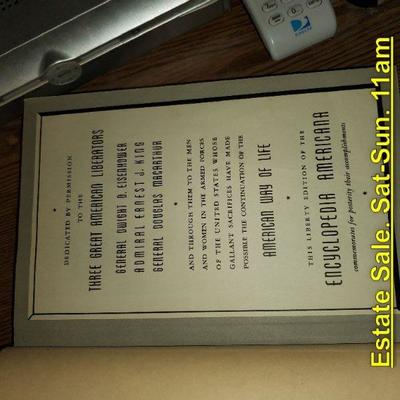 DEDICATED BY PERMISSION
TO THE
THREE GREAT AMERICAN LIBERATORS
GENERAL DWIGHT D. EISENHOWER
ADMIRAL ERNEST J. KING
GENERAL DOUGLAS MACARTHUR
AND THROUGH THEM TO THE MEN
AND WOMEN IN THE ARMED FORCES
OF THE UNITED STATES WHOSE
GALLANT SACRIFICES HAVE MADE
POSSIBLE THE CONTINUATION OF THE
AMERICAN WAY OF LIFE
THIS LIBERTY EDITION OF THE
ENCYCLOPEDIA AMERICANA
commemorates for posterity their accomplishments
Estate Sale. Sat-Sun. 11am